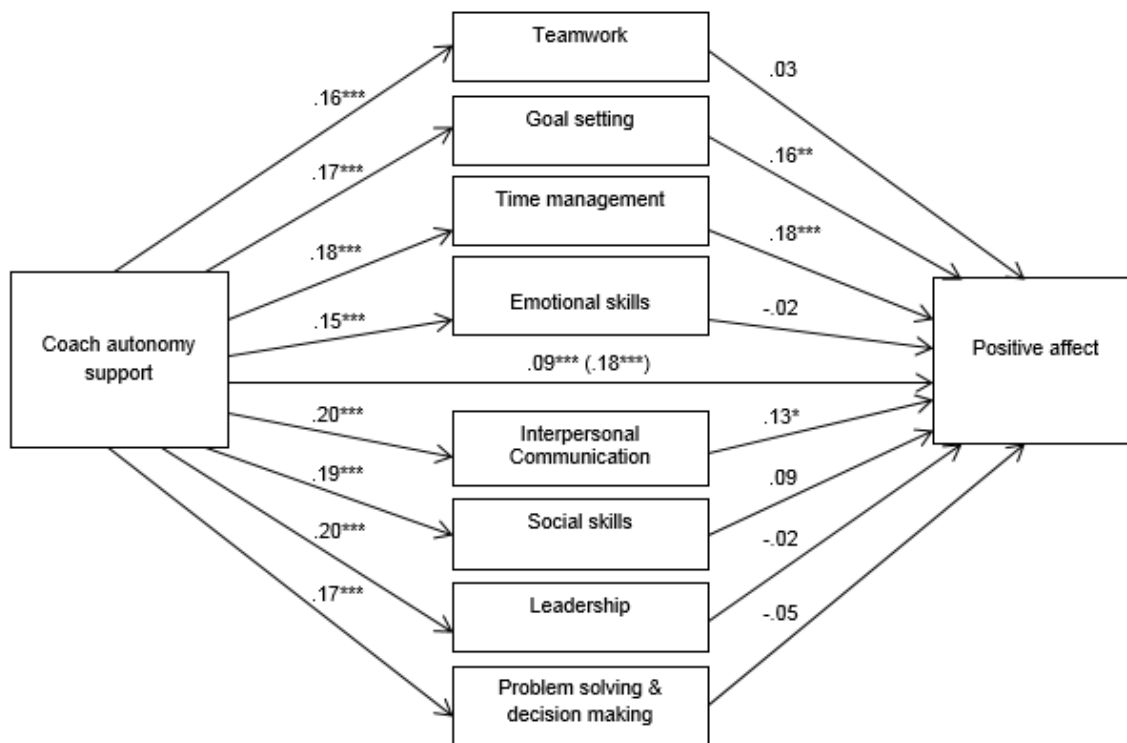 Teamwork
.03
.16***
Goal setting
.16**
.17***
Time management
.18***
.18***
Emotional skills
-.02
.15***
Coach autonomy
support
Positive affect
.09*** (.18***)
.20***
Interpersonal
Communication
.13*
.19***
Social skills
.09
.20***
-.02
Leadership
.17***
-.05
Problem solving &
decision making